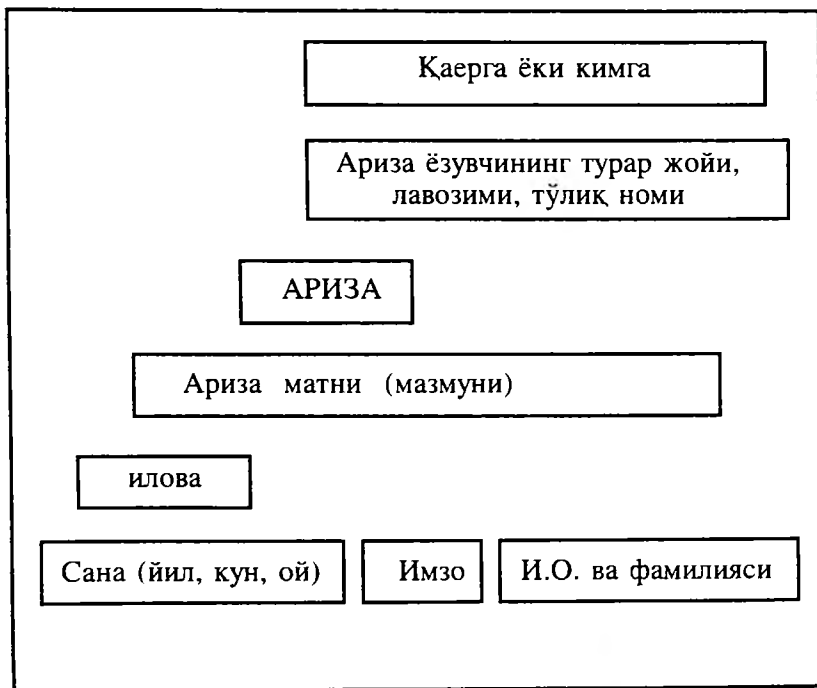 Қаерга ёки кимга
Ариза ёзувчининг турар жойи,
лавозими, тўлиқ номи
АРИЗА
Ариза матни (мазмуни)
илова
Сана (йил, кун, ой) Имзо И.О. ва фамилияси